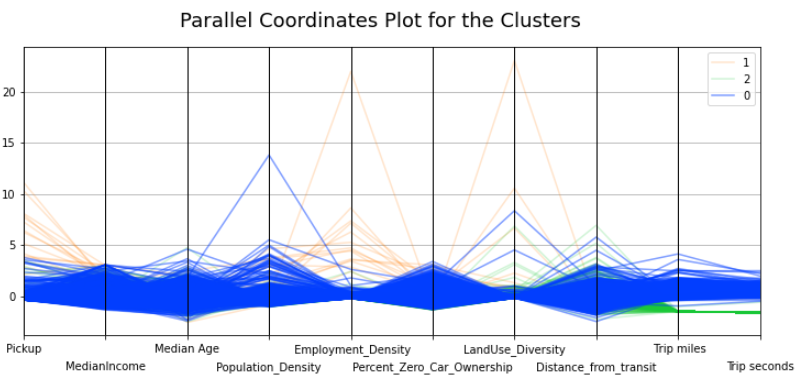 Parallel Coordinates Plot for the Clusters
1
2
0
20
15
10
5
0
Pickup
MedianIncome
Median Age
Population_Density
Employment_Density
Percent_Zero_Car_Ownership
LandUse_Diversity
Distance_from_transit
Trip miles
Trip seconds